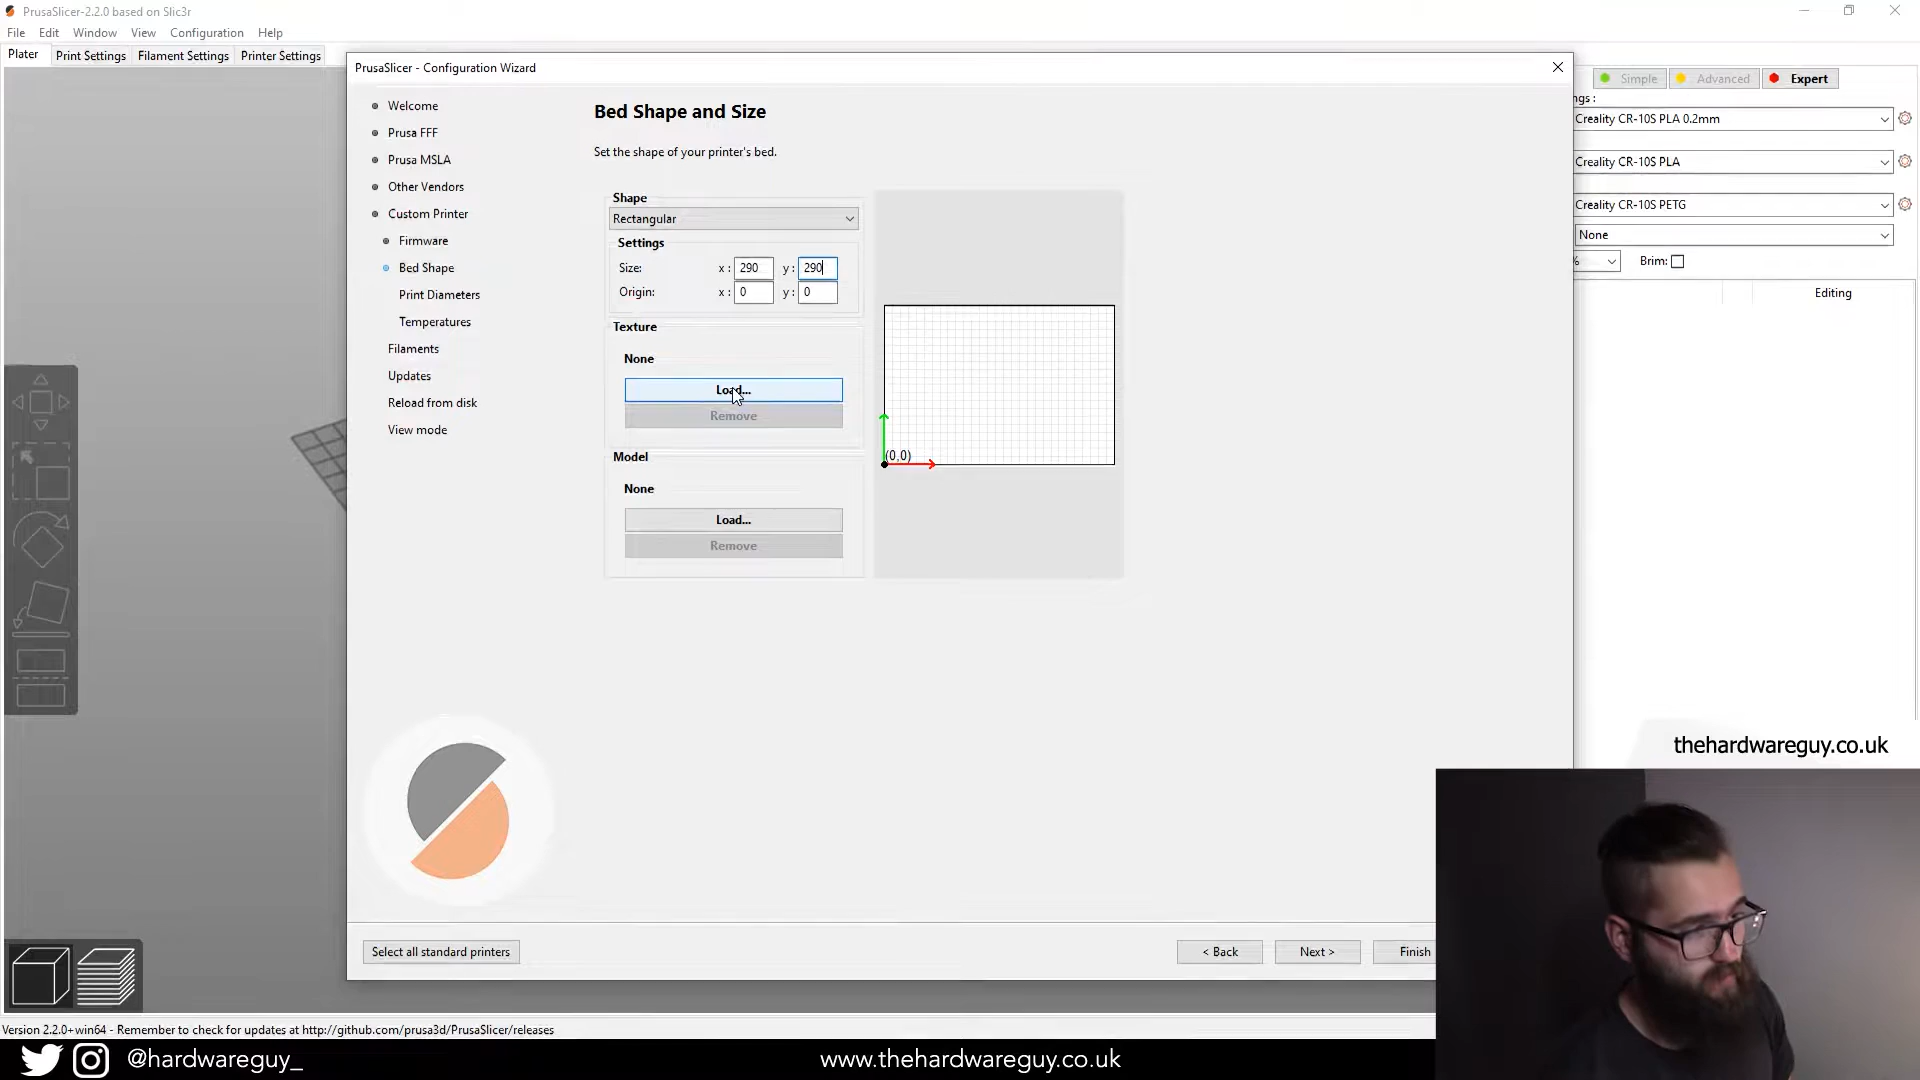 PrusaSlicer-2.2.0 based on Slic3r
File Edit Window View Configuration Help
Plater Print Settings Filament Settings Printer Settings
PrusaSlicer - Configuration Wizard
Welcome
Prusa FFF
Prusa MSLA
Other Vendors
Custom Printer
Firmware
Bed Shape
Print Diameters
Temperatures
Filaments
Updates
Reload from disk
View mode
Bed Shape and Size
Set the shape of your printer's bed.
Shape
Rectangular
Settings
Size: x: 290 y: 290
Origin: x: 0 y: 0
Texture
None
Load...
Remove
Model
None
Load...
Remove
(0,0)
Select all standard printers
< Back Next > Finish
Simple Advanced Expert
ngs :
Creality CR-10S PLA 0.2mm
Creality CR-10S PLA
Creality CR-10S PETG
None
% Brim:
Editing
thehardwareguy.co.uk
Version 2.2.0+win64 - Remember to check for updates at http://github.com/prusa3d/PrusaSlicer/releases
@hardwareguy_ www.thehardwareguy.co.uk